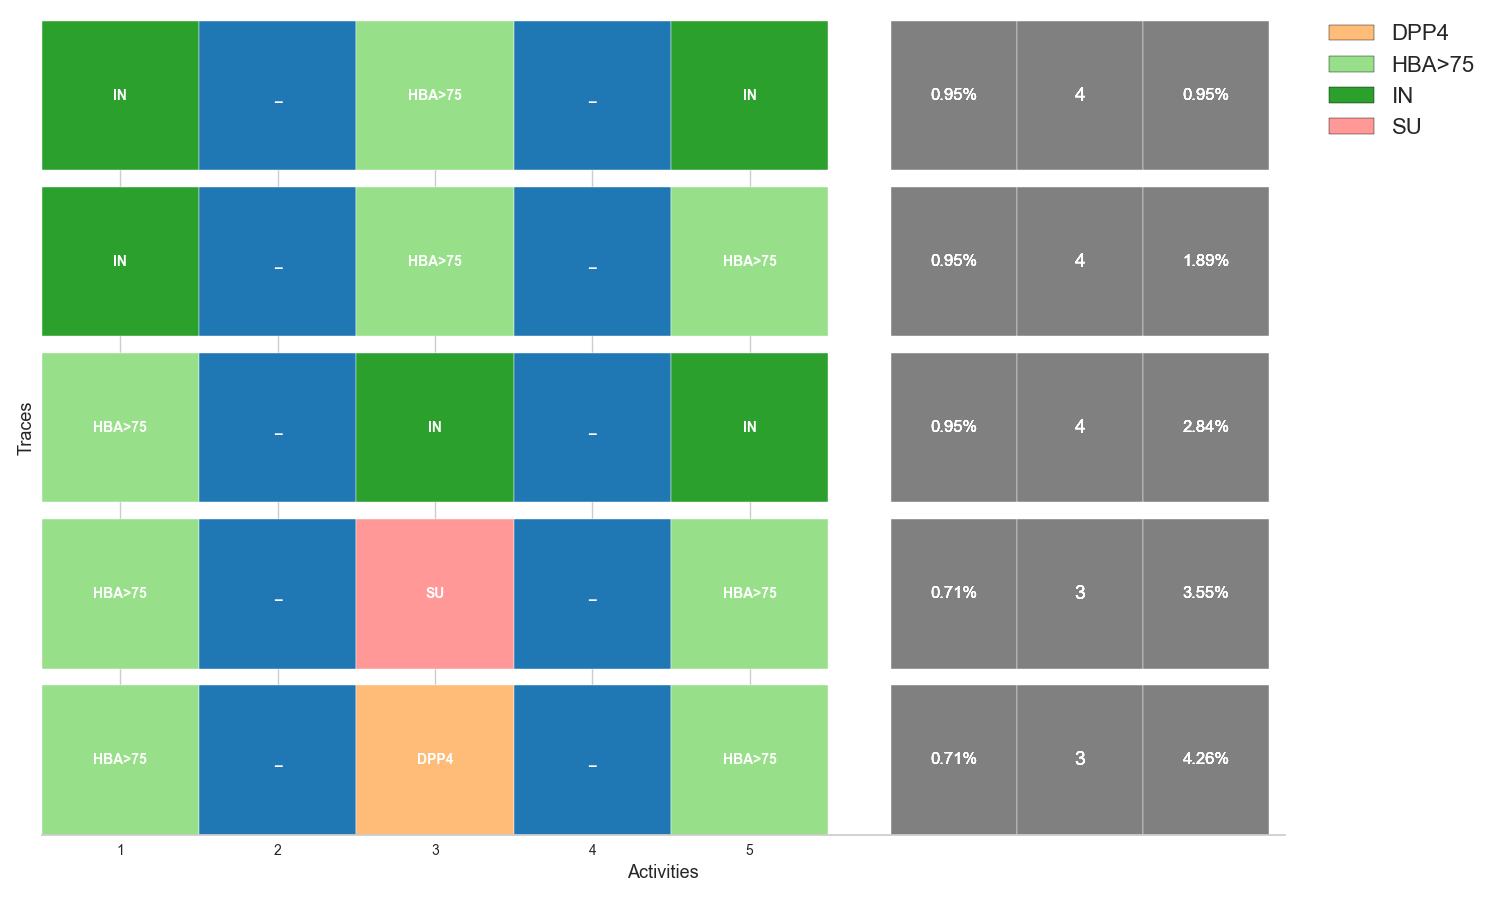 IN _ HBA>75 _ IN 0.95% 4 0.95%
IN _ HBA>75 _ HBA>75 0.95% 4 1.89%
HBA>75 _ IN _ IN 0.95% 4 2.84%
HBA>75 _ SU _ HBA>75 0.71% 3 3.55%
HBA>75 _ DPP4 _ HBA>75 0.71% 3 4.26%
Traces
1 2 3 4 5
Activities
DPP4
HBA>75
IN
SU